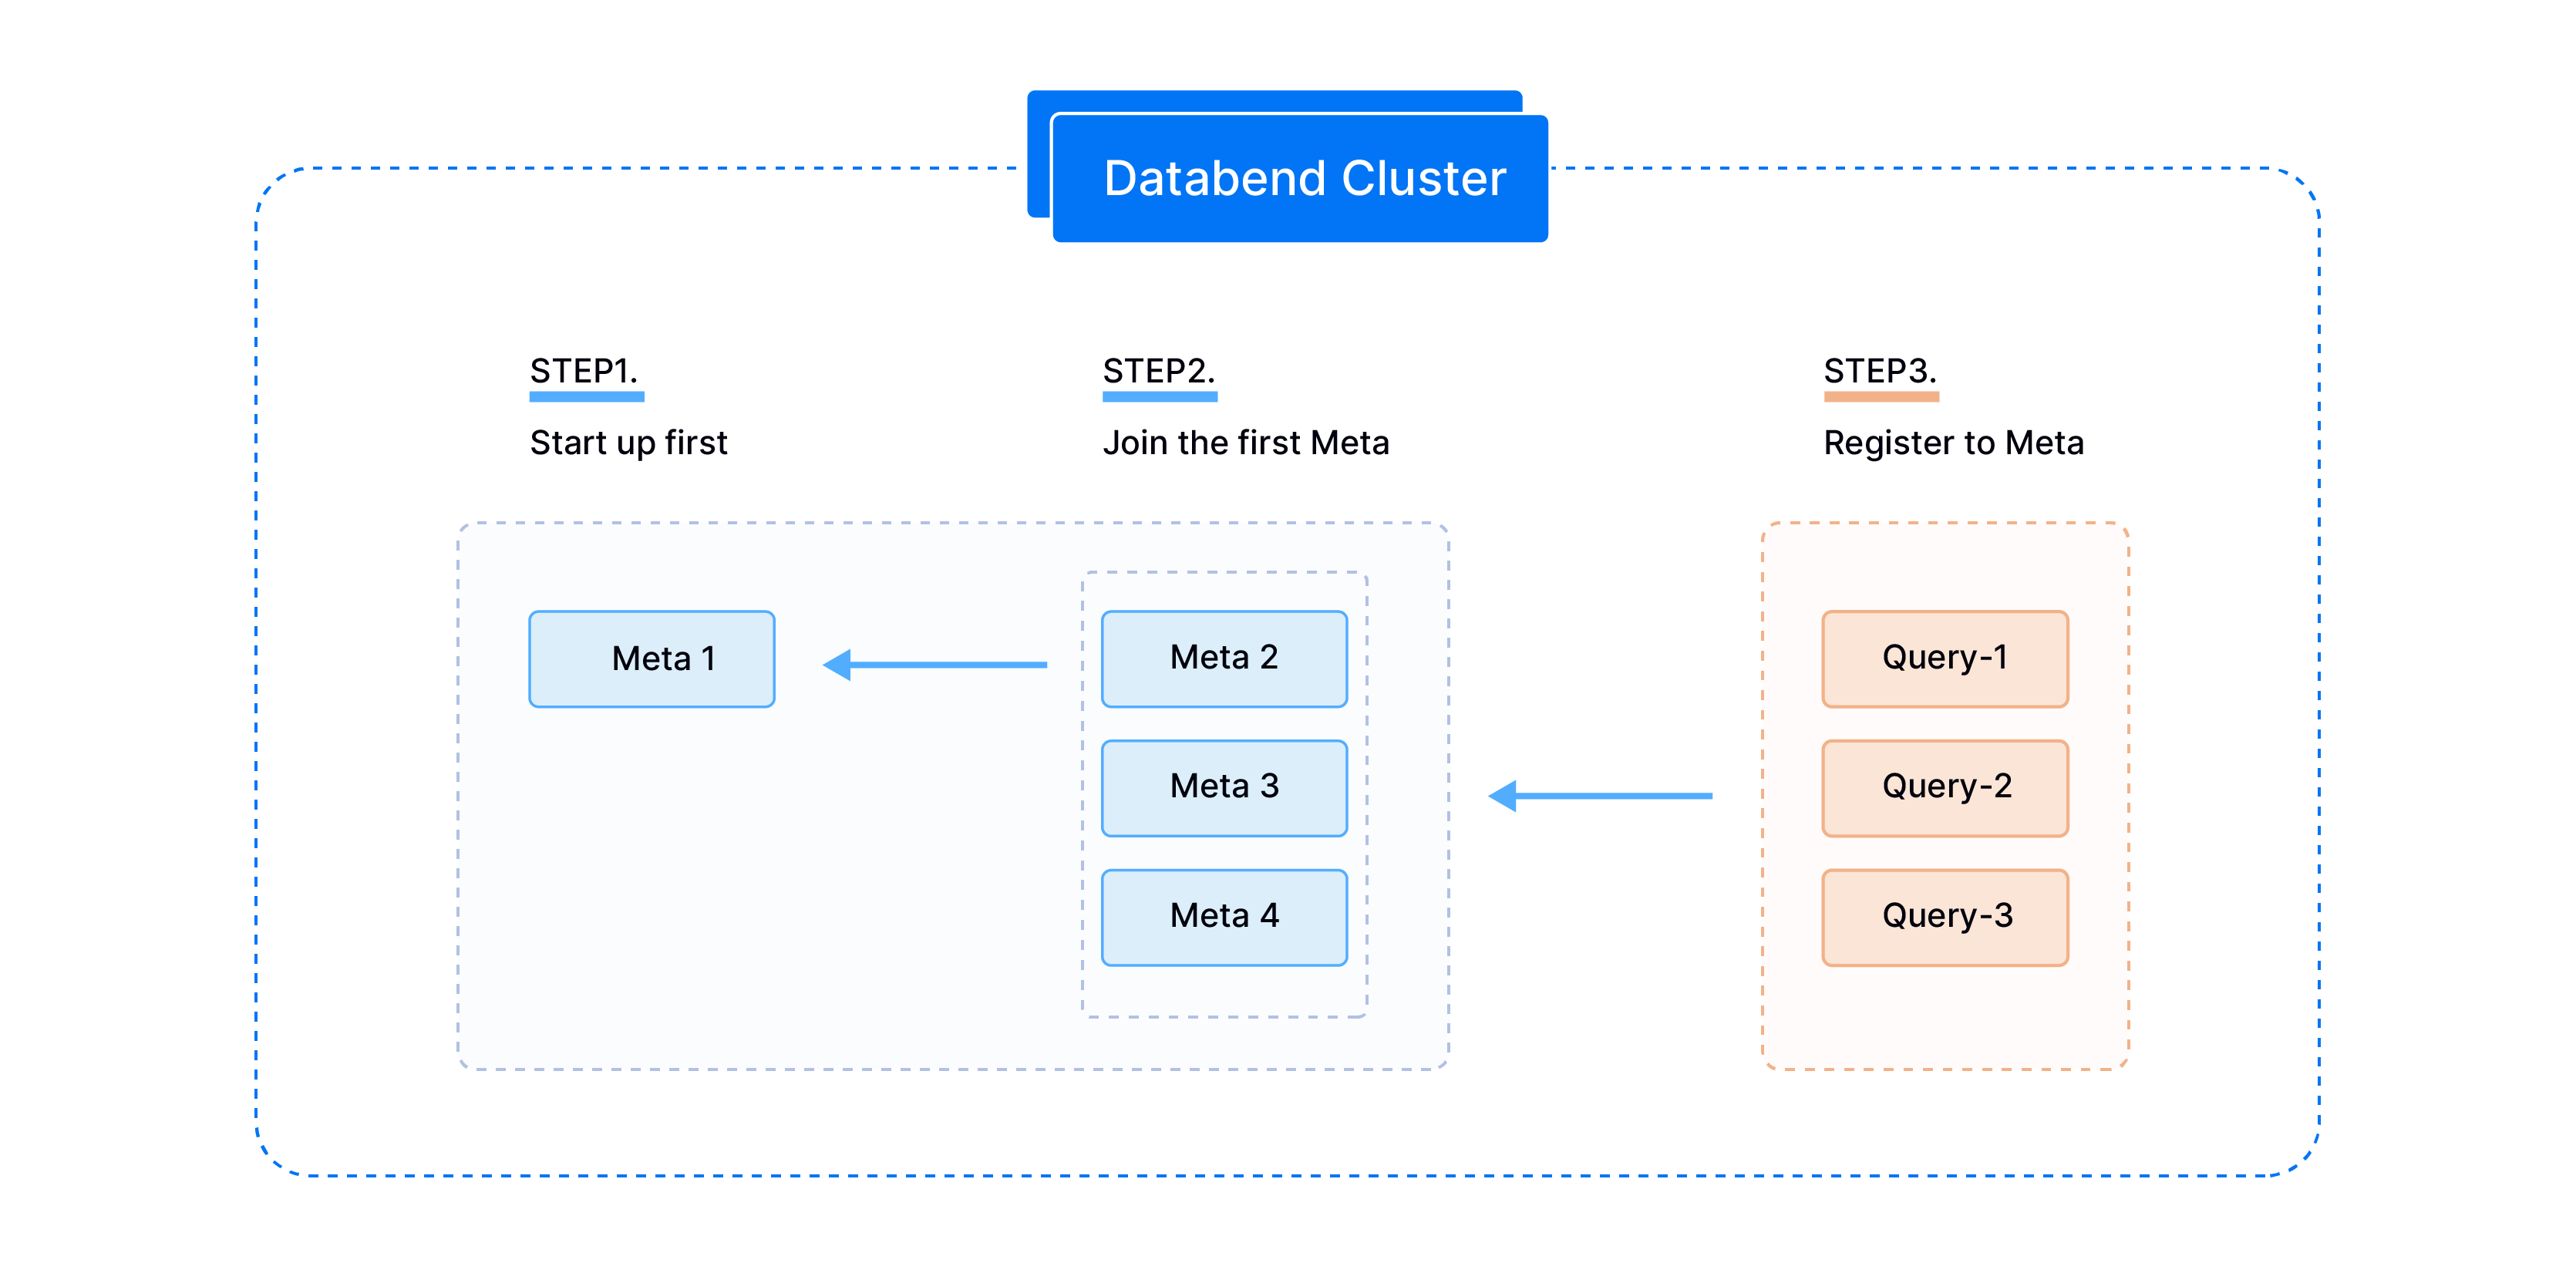 Databend Cluster
STEP1.
Start up first
STEP2.
Join the first Meta
STEP3.
Register to Meta
Meta 1
Meta 2
Meta 3
Meta 4
Query-1
Query-2
Query-3